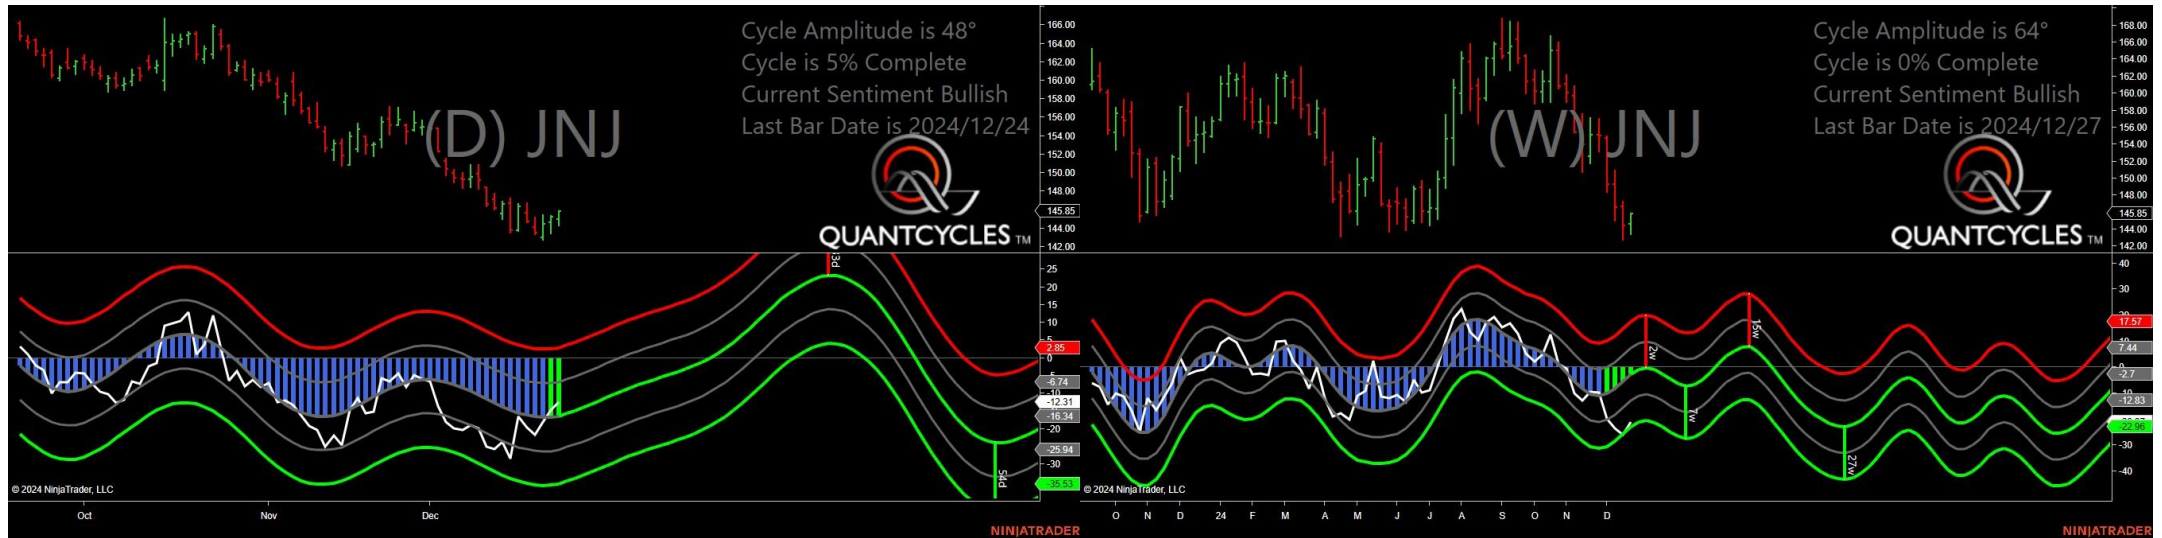 Cycle Amplitude is 48°
Cycle is 5% Complete
Current Sentiment Bullish
Last Bar Date is 2024/12/24
(D) JNJ
QUANTCYCLES TM
166.00
164.00
162.00
160.00
158.00
156.00
154.00
152.00
150.00
148.00
145.85
144.00
142.00
25
20
15
10
5
2.85
0
-6.74
-12.31
-16.34
-20
-25.94
-30
-35.53
54d
© 2024 NinjaTrader, LLC
Oct Nov Dec
NINJATRADER
Cycle Amplitude is 64°
Cycle is 0% Complete
Current Sentiment Bullish
Last Bar Date is 2024/12/27
(W) JNJ
QUANTCYCLES TM
168.00
166.00
164.00
162.00
160.00
158.00
156.00
154.00
152.00
150.00
148.00
145.85
144.00
142.00
40
30
17.57
7.44
-2.7
-12.83
-22.96
-30
-40
2w
7w
15w
27w
© 2024 NinjaTrader, LLC
O N D 24 F M A M J J A S O N D
NINJATRADER